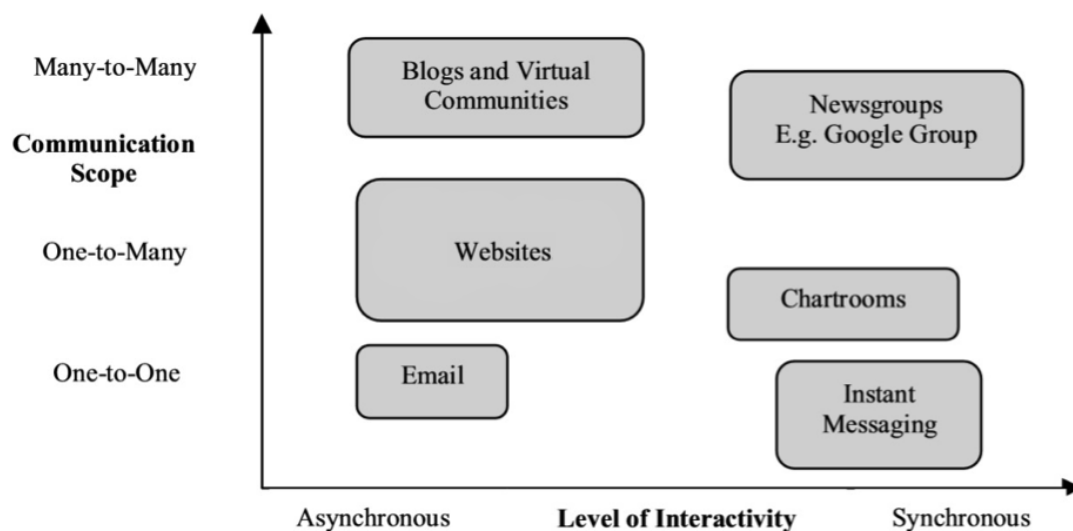 Many-to-Many
Blogs and Virtual
Communities
Newsgroups
E.g. Google Group
Communication
Scope
One-to-Many
Websites
Chartrooms
One-to-One
Email
Instant
Messaging
Asynchronous
Level of Interactivity
Synchronous